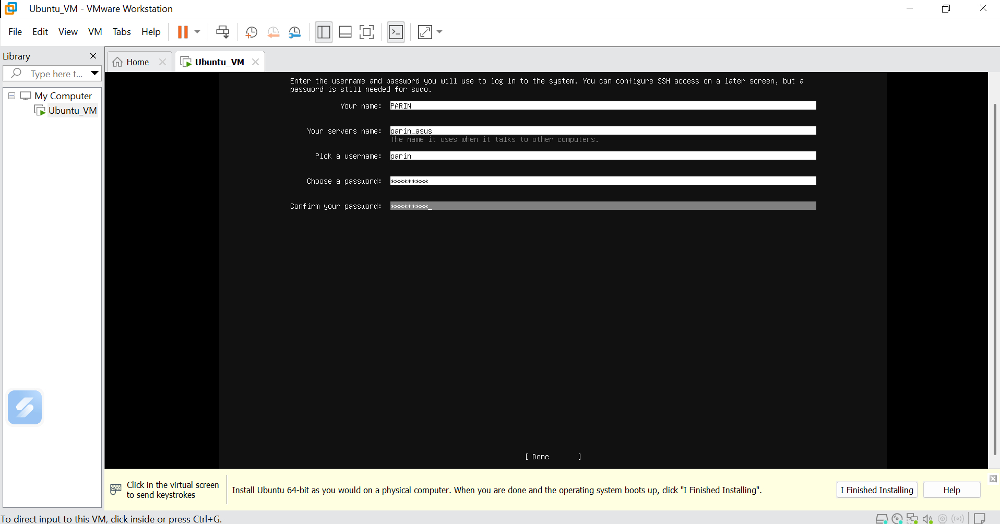 Ubuntu_VM - VMware Workstation
File Edit View VM Tabs Help
Library
Type here t...
My Computer
Ubuntu_VM
Home
Ubuntu_VM
Enter the username and password you will use to log in to the system. You can configure SSH access on a later screen, but a
password is still needed for sudo.
Your name: PARIN
Your servers name: parin_asus
The name it uses when it talks to other computers.
Pick a username: parin
Choose a password: *********
Confirm your password: *********_
[ Done ]
Click in the virtual screen
to send keystrokes
Install Ubuntu 64-bit as you would on a physical computer. When you are done and the operating system boots up, click "I Finished Installing".
I Finished Installing
Help
To direct input to this VM, click inside or press Ctrl+G.